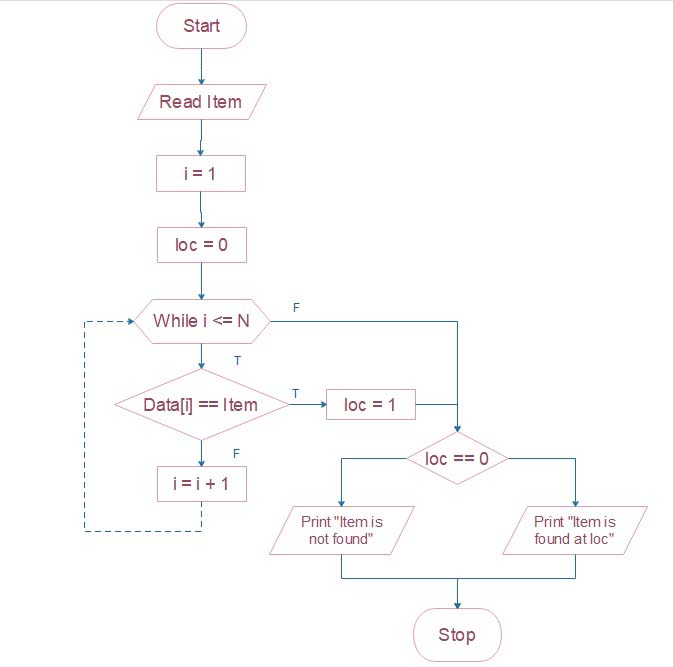 Start
Read Item
i = 1
loc = 0
While i <= N
F
T
Data[i] == Item
T
loc = 1
F
i = i + 1
loc == 0
Print "Item is
not found"
Print "Item is
found at loc"
Stop